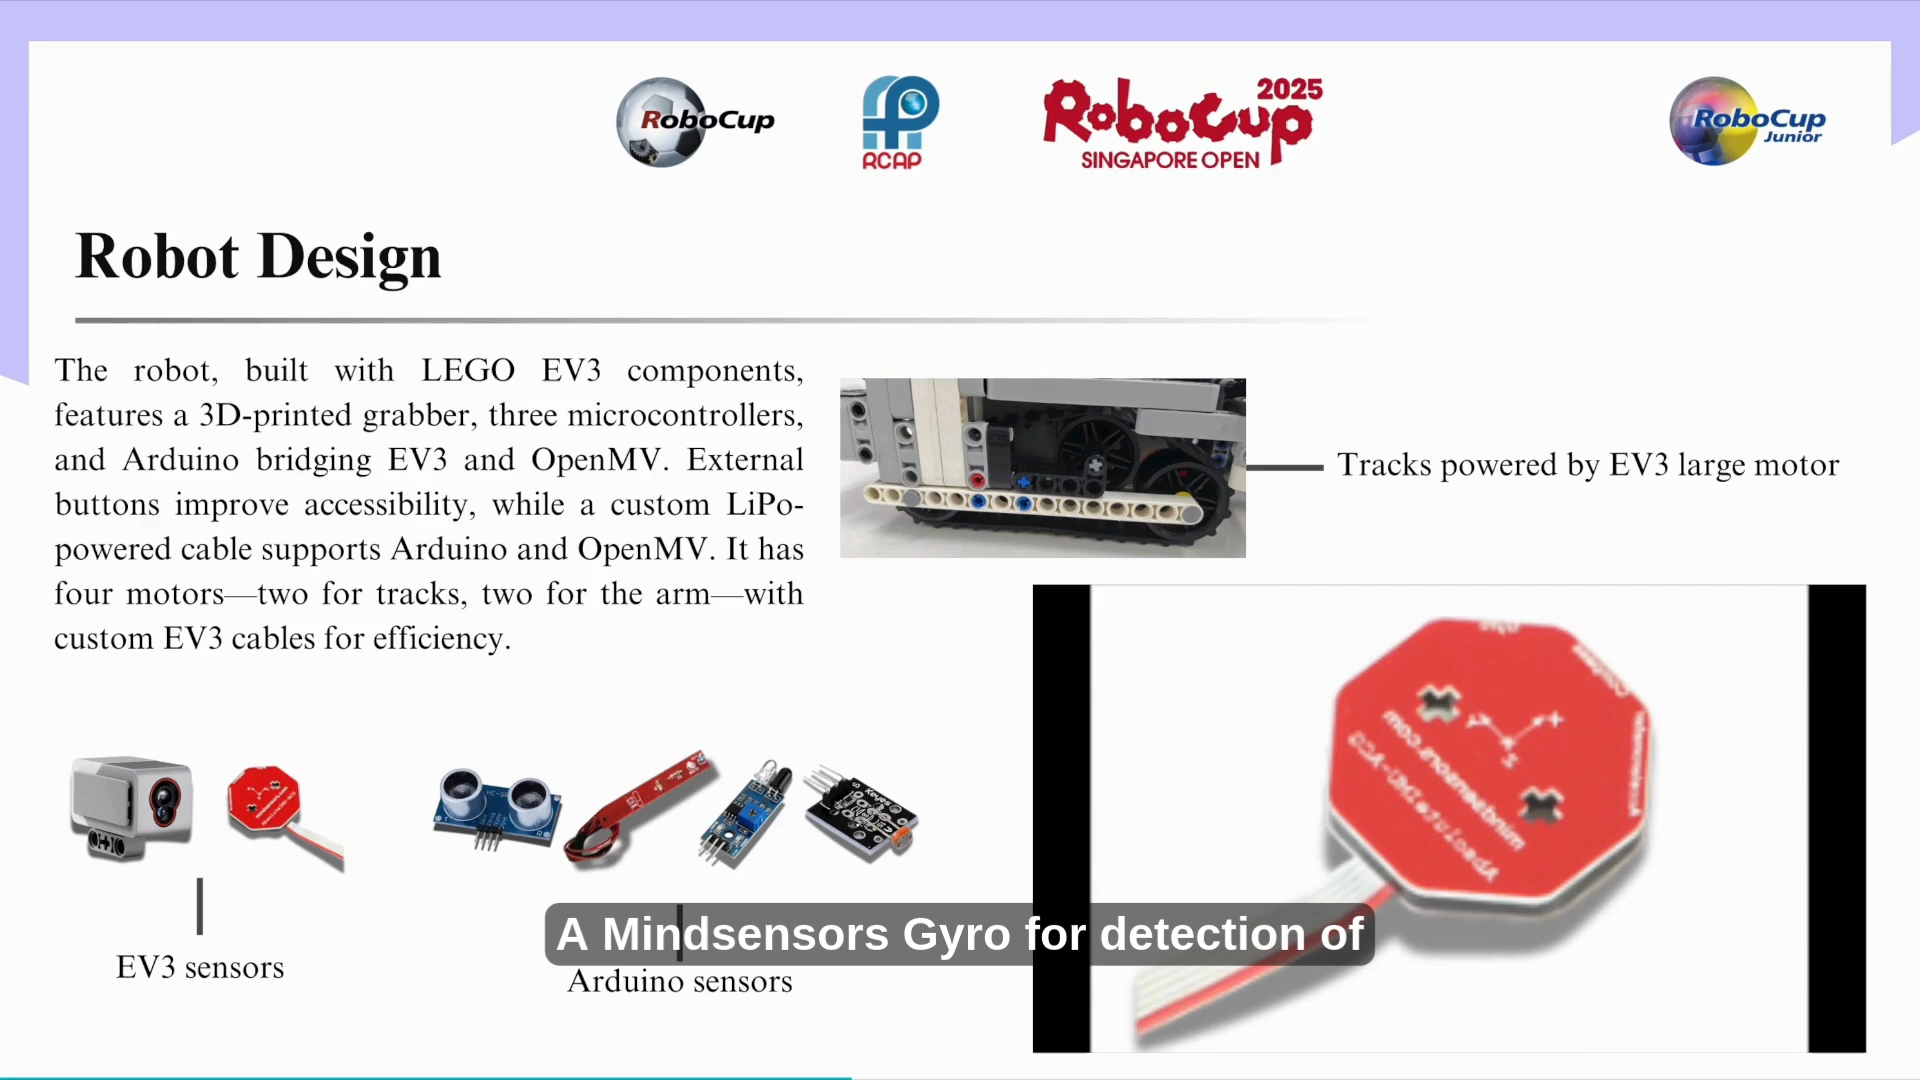 RoboCup
RCAP
RoboCup 2025
SINGAPORE OPEN
RoboCup
Junior
Robot Design
The robot, built with LEGO EV3 components,
features a 3D-printed grabber, three microcontrollers,
and Arduino bridging EV3 and OpenMV. External
buttons improve accessibility, while a custom LiPo-
powered cable supports Arduino and OpenMV. It has
four motors—two for tracks, two for the arm—with
custom EV3 cables for efficiency.
Tracks powered by EV3 large motor
mindsensors.com
Keyes
A Mindsensors Gyro for detection of
EV3 sensors
Arduino sensors